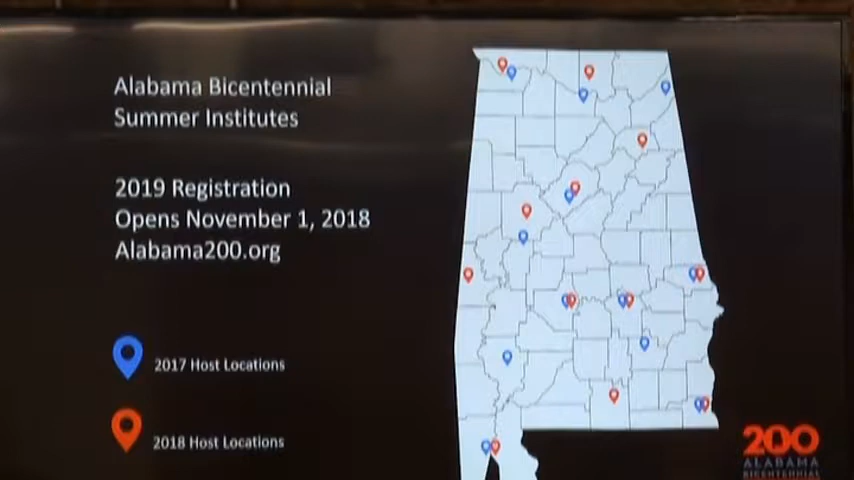 Alabama Bicentennial
Summer Institutes
2019 Registration
Opens November 1, 2018
Alabama200.org
2017 Host Locations
2018 Host Locations
200
ALABAMA
BICENTENNIAL